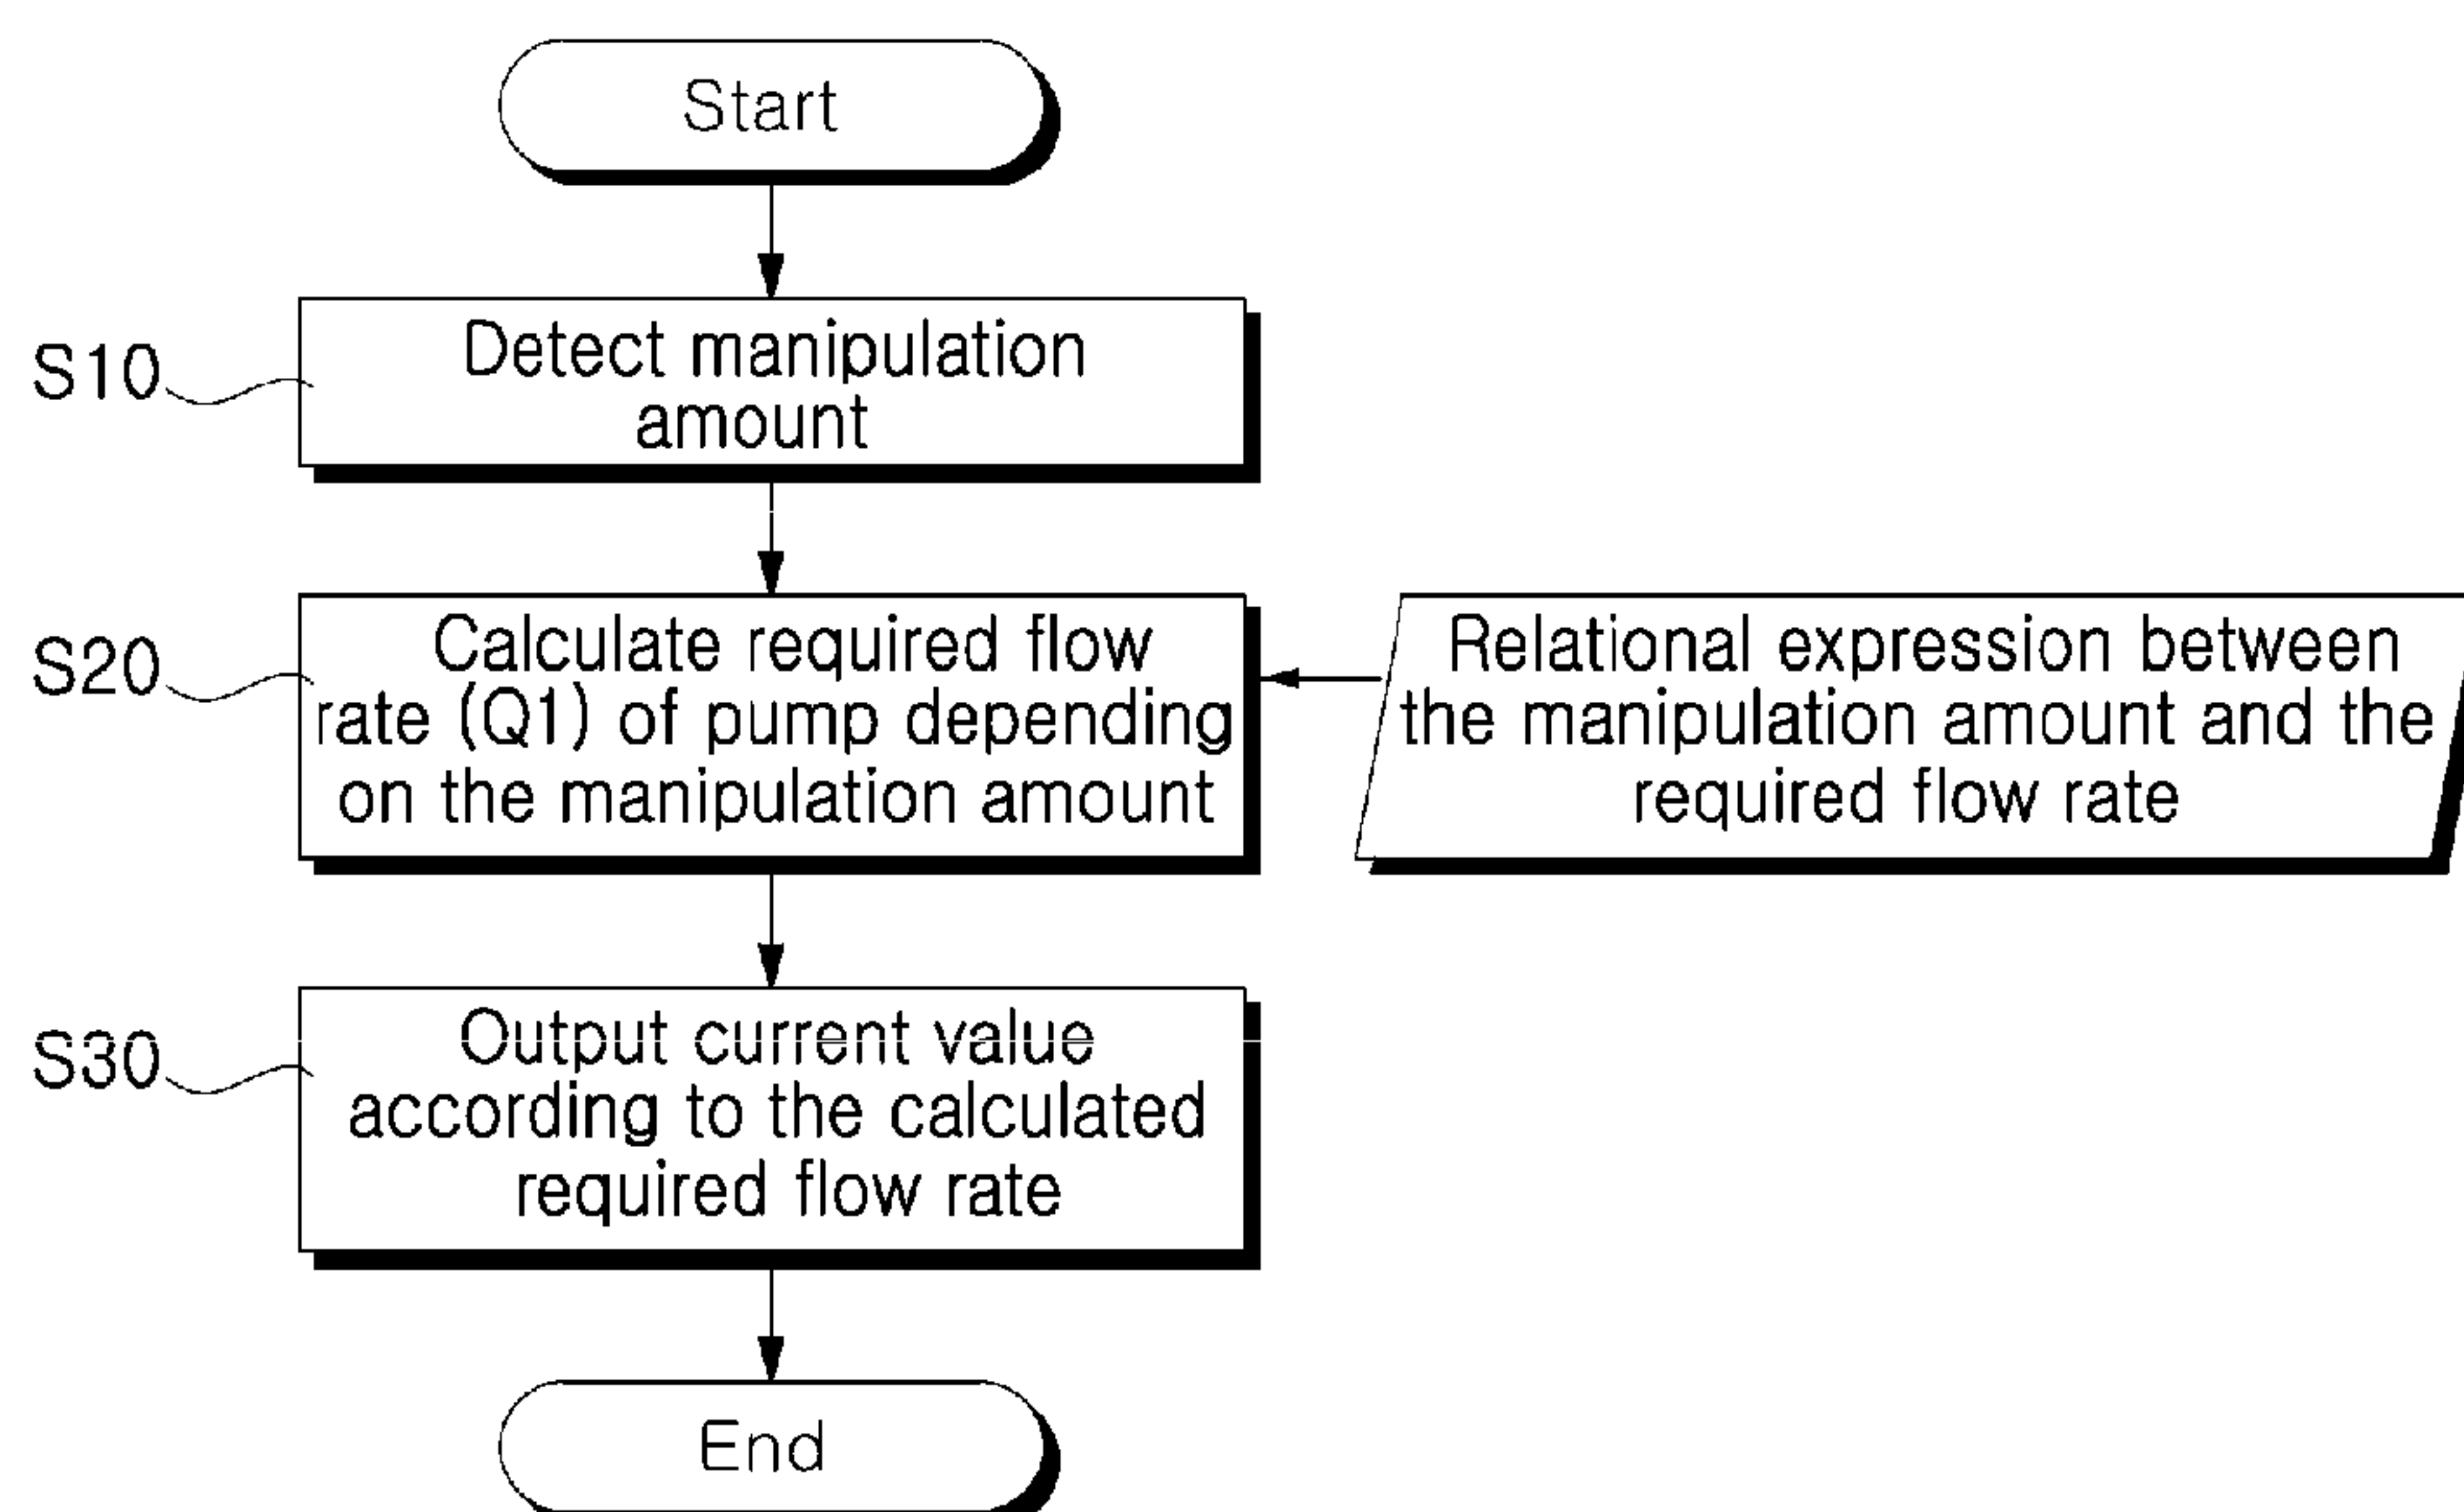 Start
S10
Detect manipulation
amount
S20
Calculate required flow
rate (Q1) of pump depending
on the manipulation amount
Relational expression between
the manipulation amount and the
required flow rate
S30
Output current value
according to the calculated
required flow rate
End